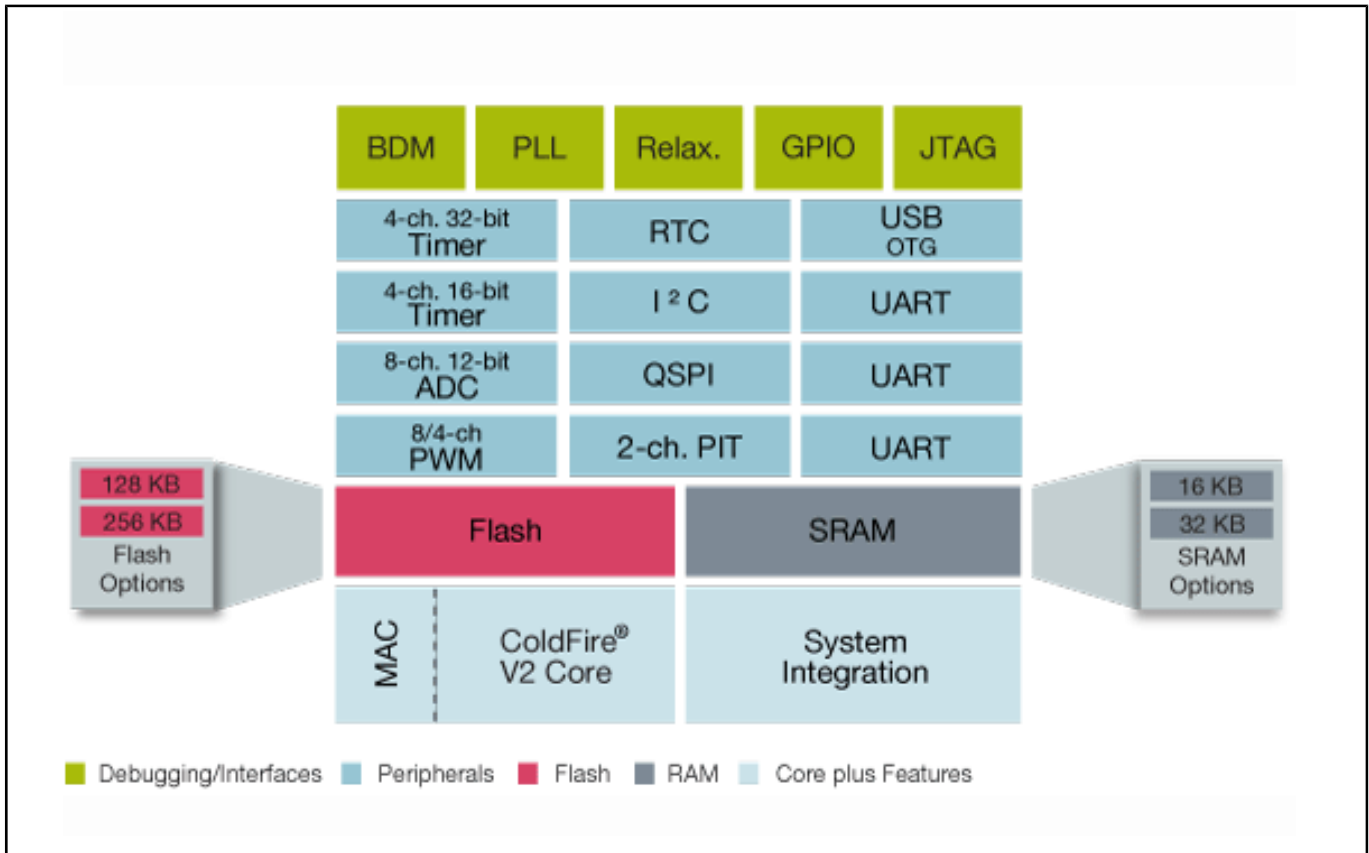 BDM PLL Relax. GPIO JTAG
4-ch. 32-bit
Timer
RTC
USB
OTG
4-ch. 16-bit
Timer
I ² C
UART
8-ch. 12-bit
ADC
QSPI
UART
8/4-ch
PWM
2-ch. PIT
UART
128 KB
256 KB
Flash
Options
Flash
SRAM
16 KB
32 KB
SRAM
Options
MAC
ColdFire®
V2 Core
System
Integration
Debugging/Interfaces Peripherals Flash RAM Core plus Features